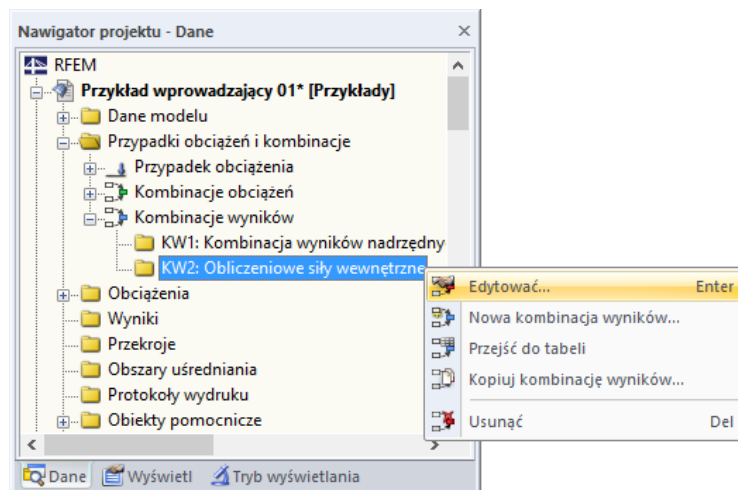 Nawigator projektu - Dane
RFEM
Przykład wprowadzający 01* [Przykłady]
Dane modelu
Przypadki obciążeń i kombinacje
Przypadek obciążenia
Kombinacje obciążeń
Kombinacje wyników
KW1: Kombinacja wyników nadrzędny
KW2: Obliczeniowe siły wewnętrzne
Obciążenia
Wyniki
Przekroje
Obszary uśredniania
Protokoły wydruku
Obiekty pomocnicze
Edytować... Enter
Nowa kombinacja wyników...
Przejść do tabeli
Kopiuj kombinację wyników...
Usunąć Del
Dane Wyświetl Tryb wyświetlania